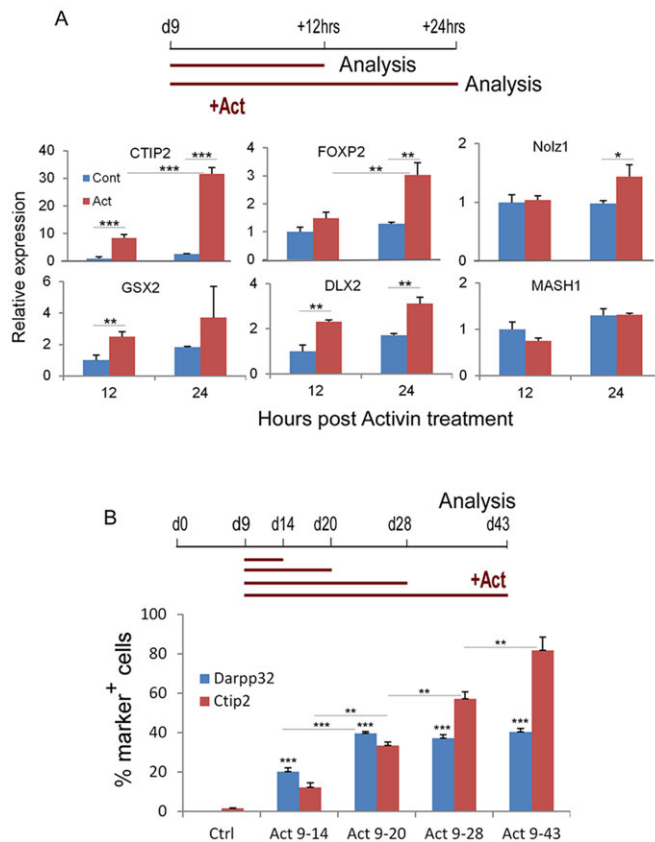 A
d9 +12hrs +24hrs
Analysis
Analysis
+Act
CTIP2 FOXP2 Nolz1
Relative expression
40 30 20 10 0
Cont
Act
*** *** ***
4 3 2 1 0
** **
2 1 0
*
GSX2 DLX2 MASH1
6 4 2 0
**
4 2 0
** **
2 1 0
12 24 12 24 12 24
Hours post Activin treatment
B
Analysis
d0 d9 d14 d20 d28 d43
+Act
% marker+ cells
100
80
60
40
20
0
Darpp32
Ctip2
*** *** ** *** ** *** ** ***
Ctrl Act 9-14 Act 9-20 Act 9-28 Act 9-43